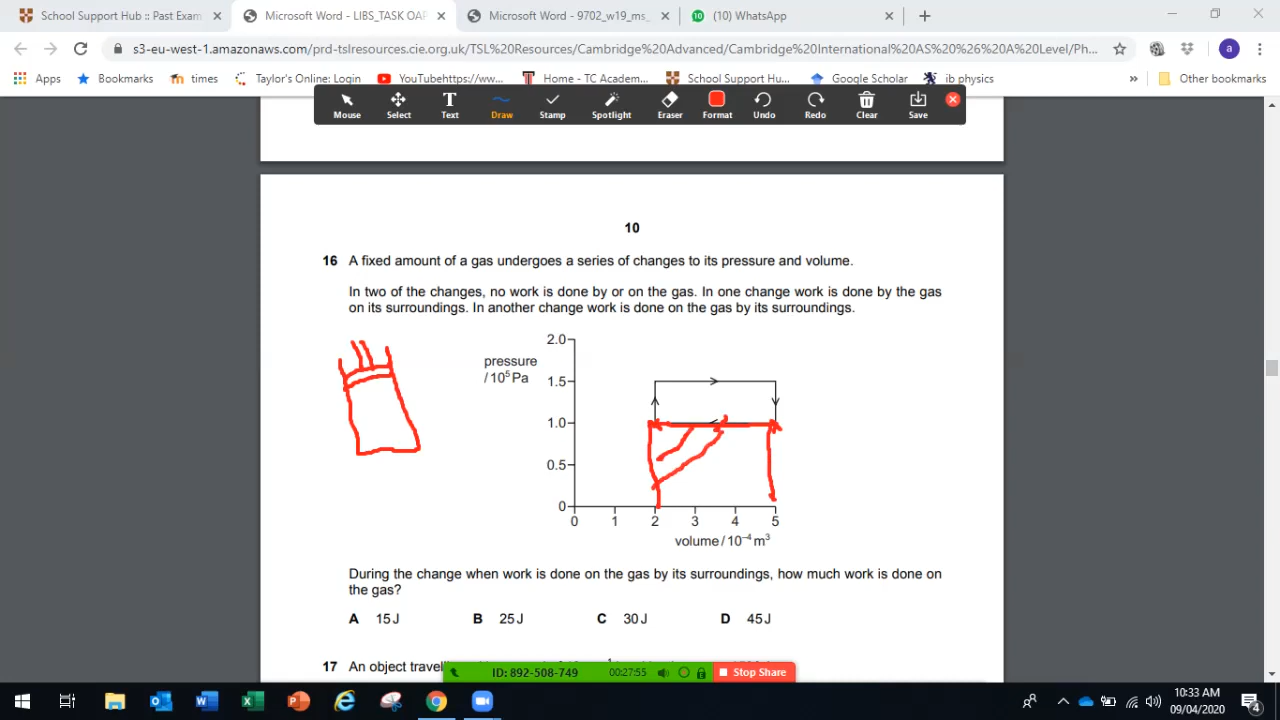 School Support Hub :: Past Exam
Microsoft Word - LIBS_TASK OAP
Microsoft Word - 9702_w19_ms_
(10) WhatsApp
s3-eu-west-1.amazonaws.com/prd-tslresources.cie.org.uk/TSL%20Resources/Cambridge%20Advanced/Cambridge%20International%20AS%20%26%20A%20Level/Ph...
Apps
Bookmarks
times
Taylor's Online: Login
YouTubehttps://ww...
Home - TC Academ...
School Support Hu...
Google Scholar
ib physics
»
Other bookmarks
Mouse
Select
Text
Draw
Stamp
Spotlight
Eraser
Format
Undo
Redo
Clear
Save
10
16 A fixed amount of a gas undergoes a series of changes to its pressure and volume.
In two of the changes, no work is done by or on the gas. In one change work is done by the gas
on its surroundings. In another change work is done on the gas by its surroundings.
pressure
/ 10⁵ Pa
2.0
1.5
1.0
0.5
0
0 1 2 3 4 5
volume / 10⁻⁴ m³
During the change when work is done on the gas by its surroundings, how much work is done on
the gas?
A 15 J B 25 J C 30 J D 45 J
17 An object travell
ID: 892-508-749
00:27:55
Stop Share
10:33 AM
09/04/2020
4